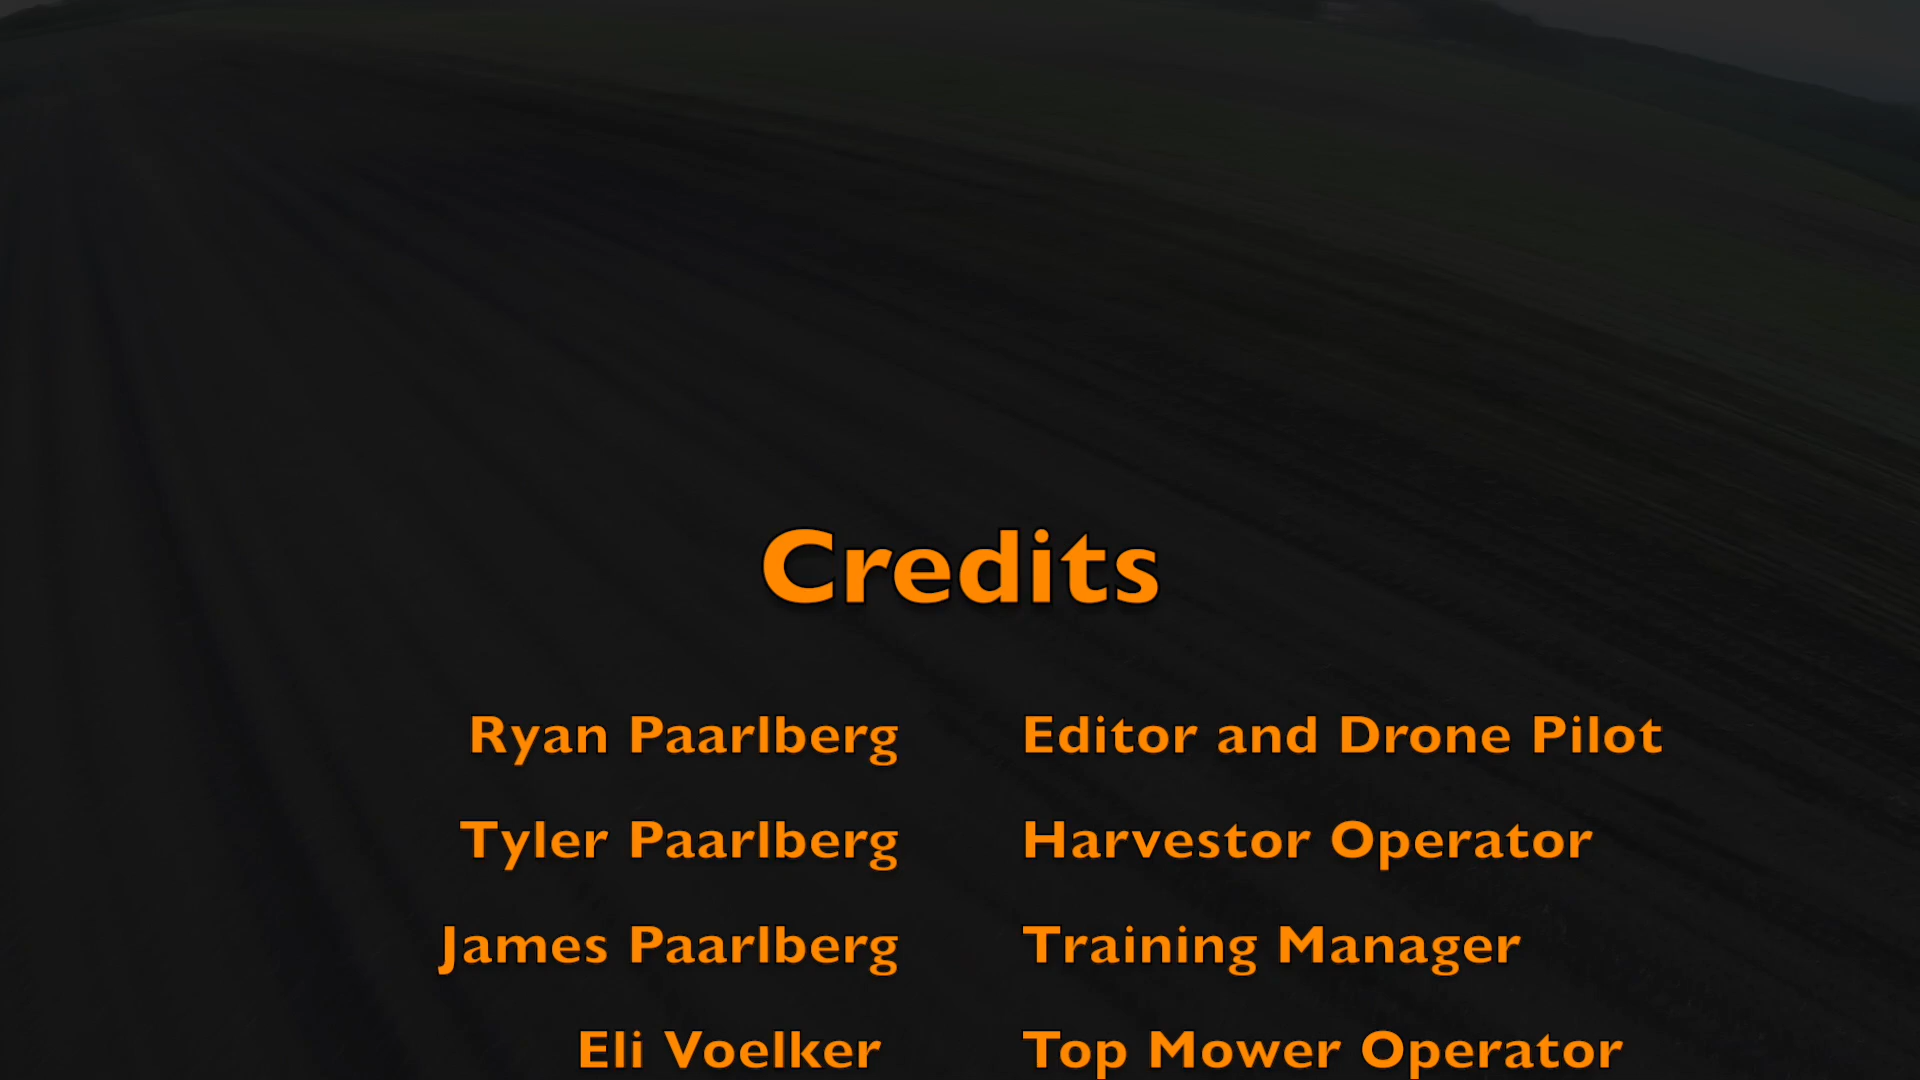 Credits
Ryan Paarlberg Editor and Drone Pilot
Tyler Paarlberg Harvestor Operator
James Paarlberg Training Manager
Eli Voelker Top Mower Operator